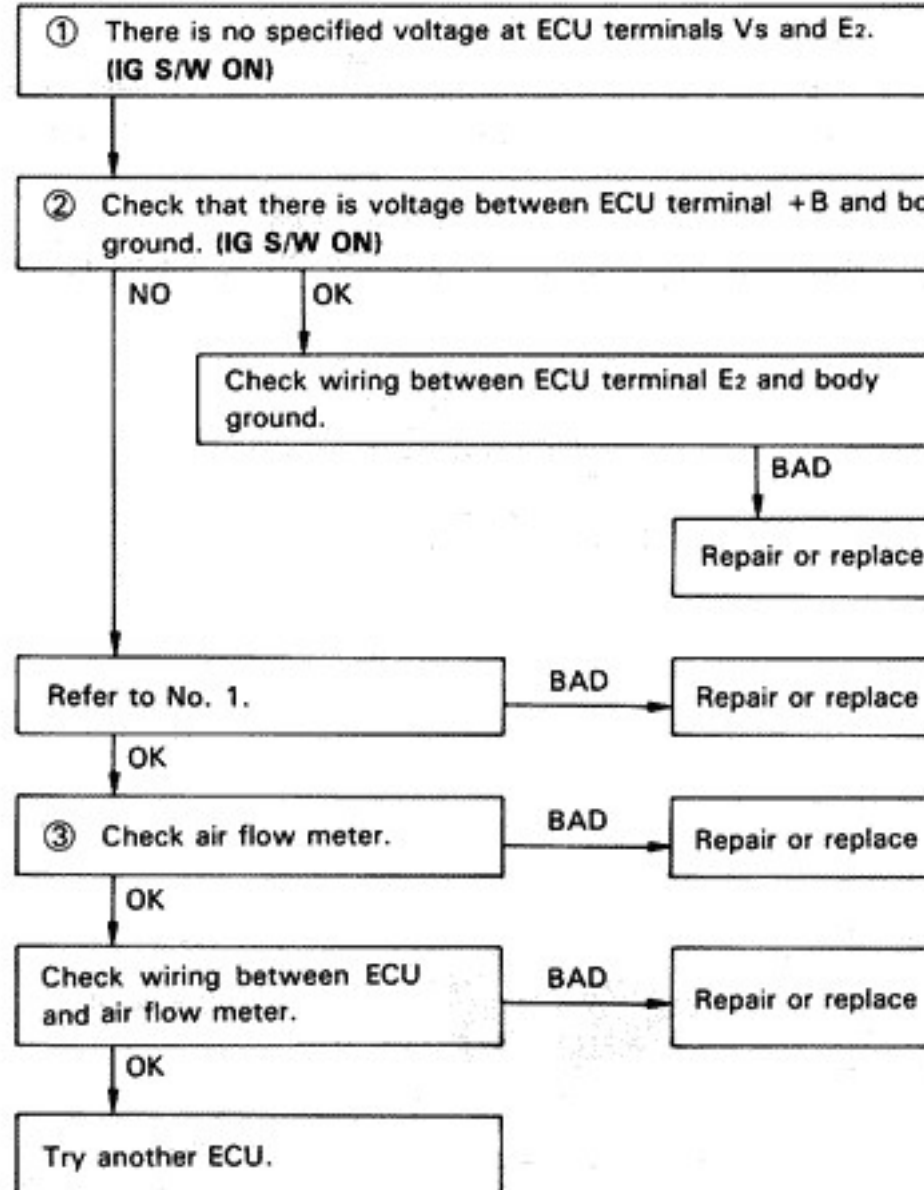 ① There is no specified voltage at ECU terminals Vs and E₂.
(IG S/W ON)
② Check that there is voltage between ECU terminal +B and
ground. (IG S/W ON)
NO
OK
Check wiring between ECU terminal E₂ and body
ground.
BAD
Repair or replace
Refer to No. 1.
BAD
Repair or replace
OK
③ Check air flow meter.
BAD
Repair or replace
OK
Check wiring between ECU
and air flow meter.
BAD
Repair or replace
OK
Try another ECU.